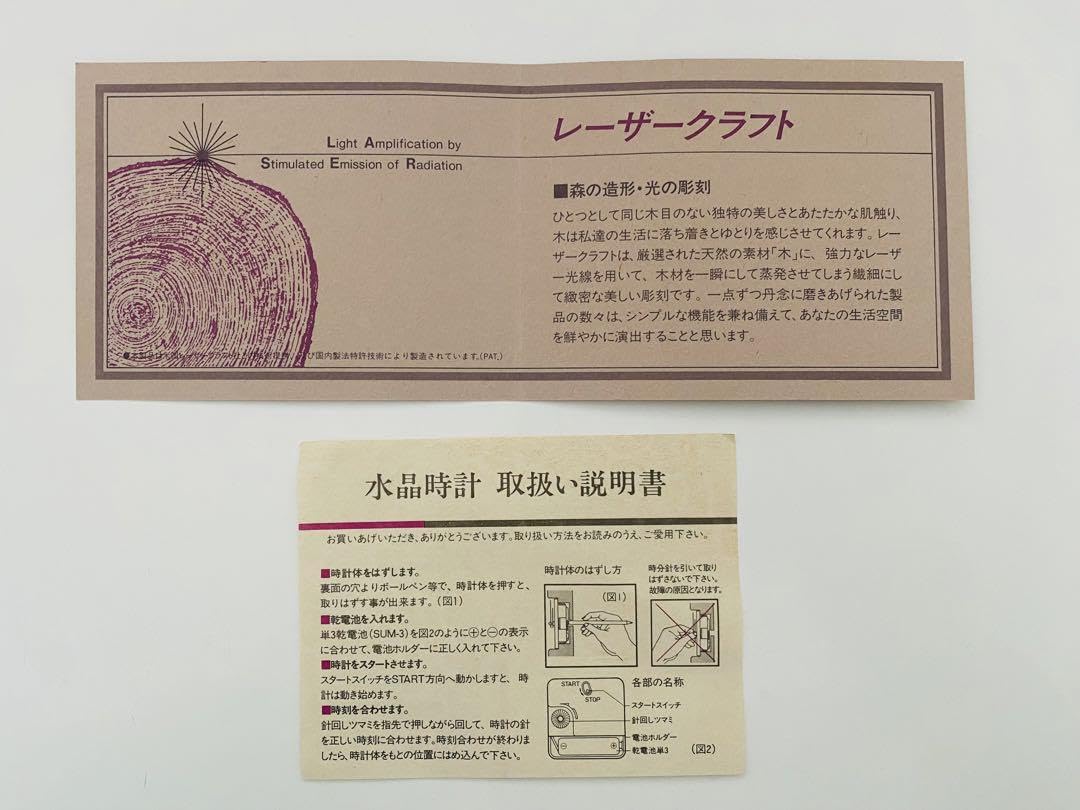 Light Amplification by
Stimulated Emission of Radiation
び国内製法特許技術により製造されています。(PAT,)
レーザークラフト
■森の造形・光の彫刻
ひとつとして同じ木目のない独特の美しさとあたたかな肌触り、
木は私達の生活に落ち着きとゆとりを感じさせてくれます。レー
ザークラフトは、厳選された天然の素材「木」に、強力なレーザ
ー光線を用いて、木材を一瞬にして蒸発させてしまう繊細にし
て緻密な美しい彫刻です。一点ずつ丹念に磨きあげられた製
品の数々は、シンプルな機能を兼ね備えて、あなたの生活空間
を鮮やかに演出することと思います。
水晶時計 取扱い説明書
お買いあげいただき、ありがとうございます。取り扱い方法をお読みのうえ、ご愛用下さい。
■時計体をはずします。
裏面の穴よりボールペン等で、時計体を押すと、
取りはずす事が出来ます。(図1)
■乾電池を入れます。
単3乾電池(SUM-3)を図2のように⊕と⊖の表示
に合わせて、電池ホルダーに正しく入れて下さい。
■時計をスタートさせます。
スタートスイッチをSTART方向へ動かしますと、時
計は動き始めます。
■時刻を合わせます。
針回しツマミを指先で押しながら回して、時計の針
を正しい時刻に合わせます。時刻合わせが終わりま
したら、時計体をもとの位置にはめ込んで下さい。
時計体のはずし方
(図1)
時分針を引いて取り
はずさないで下さい。
故障の原因となります。
各部の名称
START
STOP
スタートスイッチ
針回しツマミ
電池ホルダー
乾電池単3
⊖
⊕
(図2)